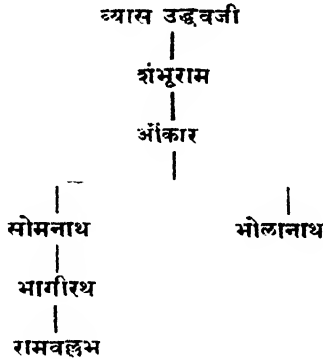 व्यास उद्धवजी
शंभूराम
ओंकार
सोमनाथ भोलानाथ
भागीरथ
रामवल्लभ